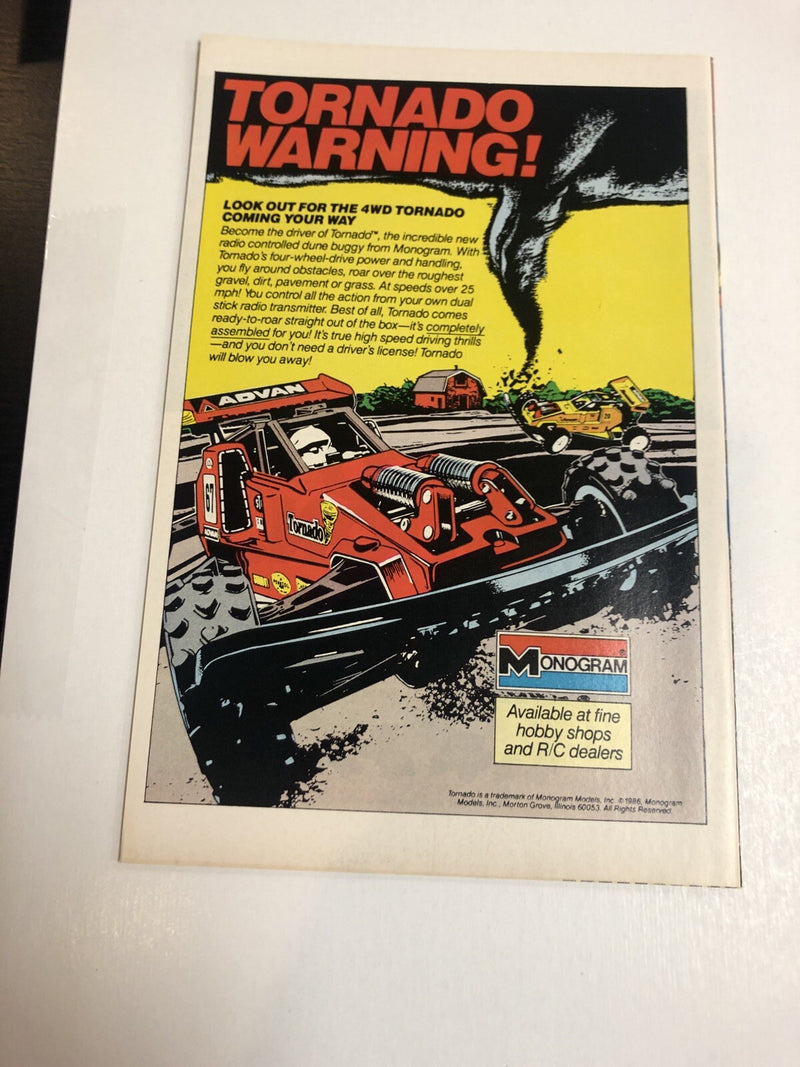 TORNADO
WARNING!
LOOK OUT FOR THE 4WD TORNADO
COMING YOUR WAY
Become the driver of Tornado™, the incredible new
radio controlled dune buggy from Monogram. With
Tornado's four-wheel-drive power and handling,
you fly around obstacles, roar over the roughest
gravel, dirt, pavement or grass. At speeds over 25
mph! You control all the action from your own dual
stick radio transmitter. Best of all, Tornado comes
ready-to-roar straight out of the box—it's completely
assembled for you! It's true high speed driving thrills
—and you don't need a driver's license! Tornado
will blow you away!
ADVAN
20
67
Tornado
MONOGRAM®
Available at fine
hobby shops
and R/C dealers
Tornado is a trademark of Monogram Models, Inc. ©1986, Monogram
Models, Inc., Morton Grove, Illinois 60053. All Rights Reserved.